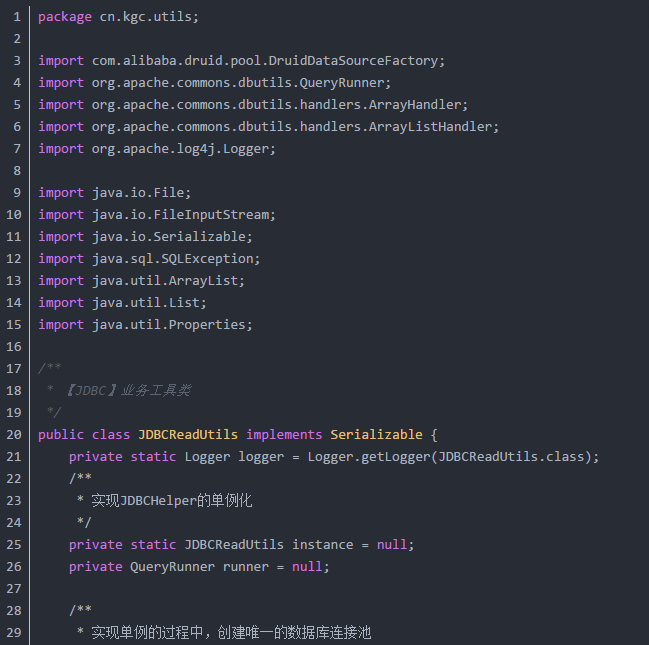 1 package cn.kgc.utils;
2
3 import com.alibaba.druid.pool.DruidDataSourceFactory;
4 import org.apache.commons.dbutils.QueryRunner;
5 import org.apache.commons.dbutils.handlers.ArrayHandler;
6 import org.apache.commons.dbutils.handlers.ArrayListHandler;
7 import org.apache.log4j.Logger;
8
9 import java.io.File;
10 import java.io.FileInputStream;
11 import java.io.Serializable;
12 import java.sql.SQLException;
13 import java.util.ArrayList;
14 import java.util.List;
15 import java.util.Properties;
16
17 /**
18  * 【JDBC】业务工具类
19  */
20 public class JDBCReadUtils implements Serializable {
21     private static Logger logger = Logger.getLogger(JDBCReadUtils.class);
22     /**
23      * 实现JDBCHelper的单例化
24      */
25     private static JDBCReadUtils instance = null;
26     private QueryRunner runner = null;
27
28     /**
29      * 实现单例的过程中，创建唯一的数据库连接池